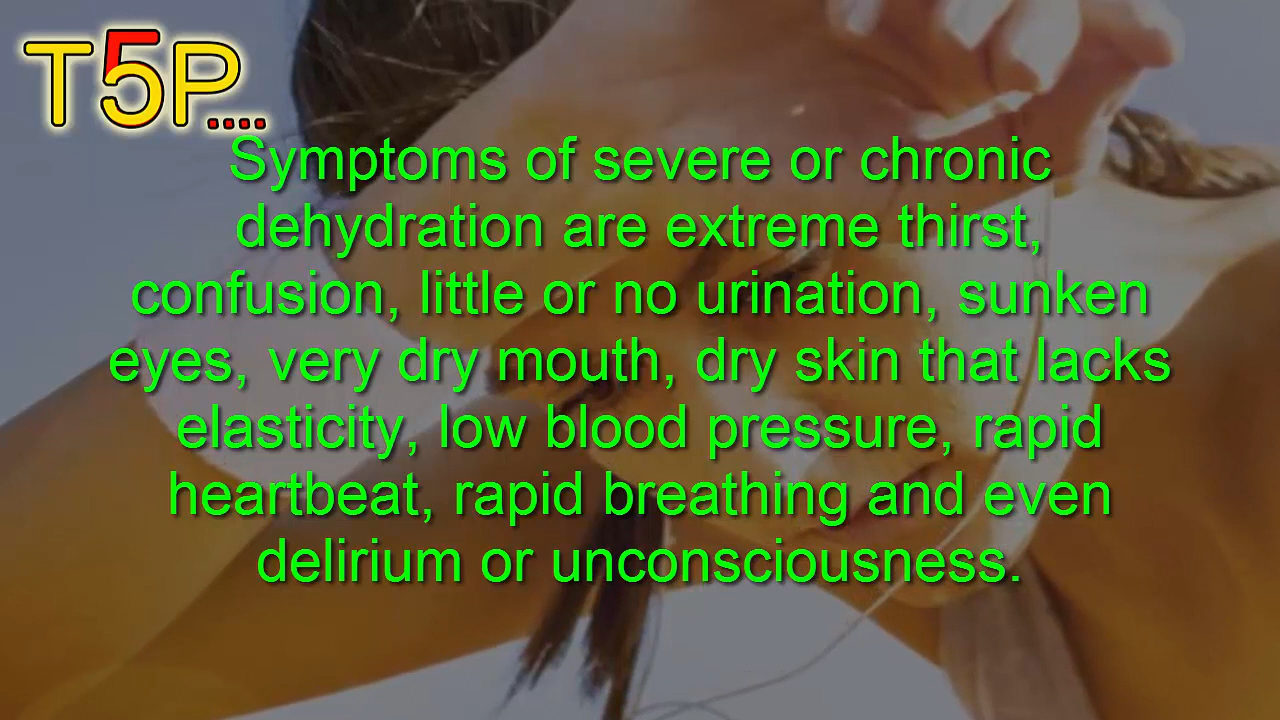 T5P....
Symptoms of severe or chronic
dehydration are extreme thirst,
confusion, little or no urination, sunken
eyes, very dry mouth, dry skin that lacks
elasticity, low blood pressure, rapid
heartbeat, rapid breathing and even
delirium or unconsciousness.